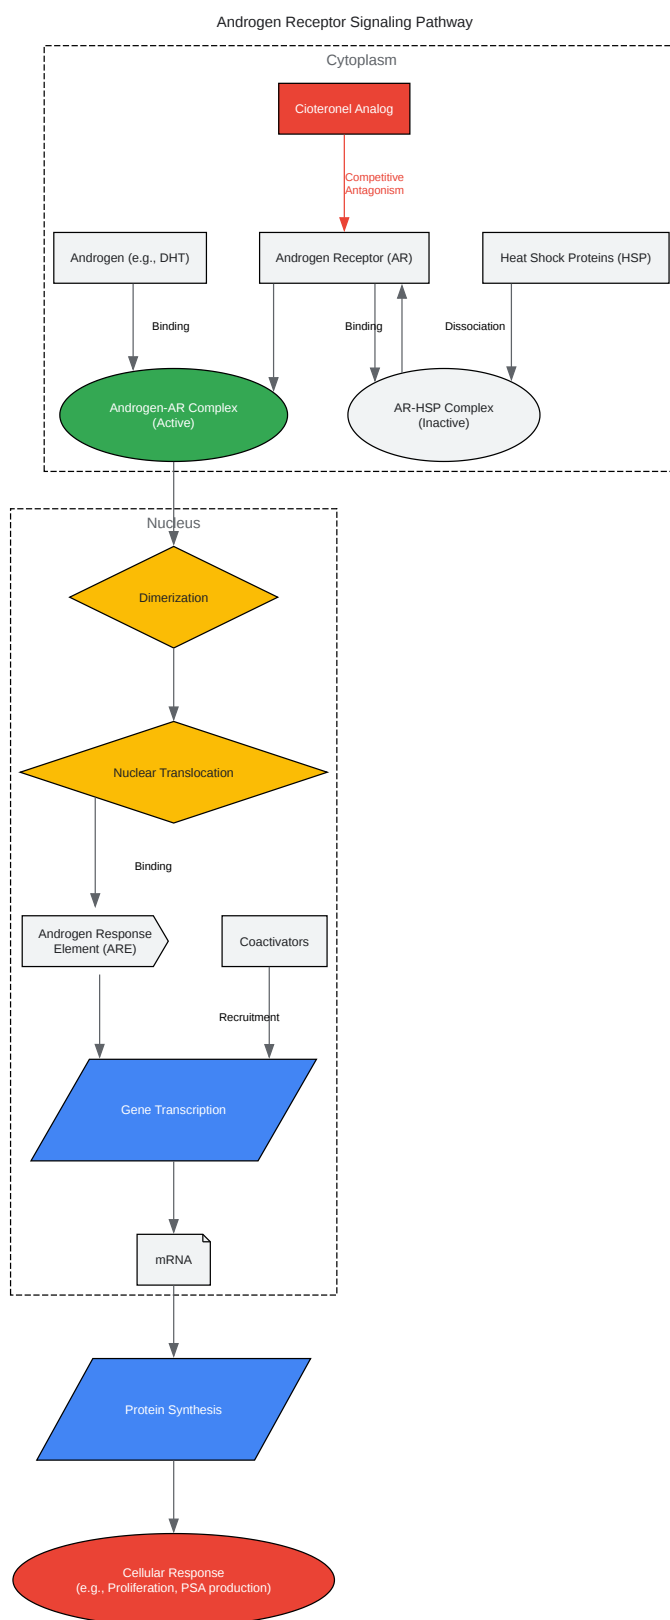 Androgen Receptor Signaling Pathway
Cytoplasm
Cioteronel Analog
Competitive
Antagonism
Androgen (e.g., DHT)
Androgen Receptor (AR)
Heat Shock Proteins (HSP)
Binding
Binding
Dissociation
Androgen-AR Complex
(Active)
AR-HSP Complex
(Inactive)
Nucleus
Dimerization
Nuclear Translocation
Binding
Androgen Response
Element (ARE)
Coactivators
Recruitment
Gene Transcription
mRNA
Protein Synthesis
Cellular Response
(e.g., Proliferation, PSA production)